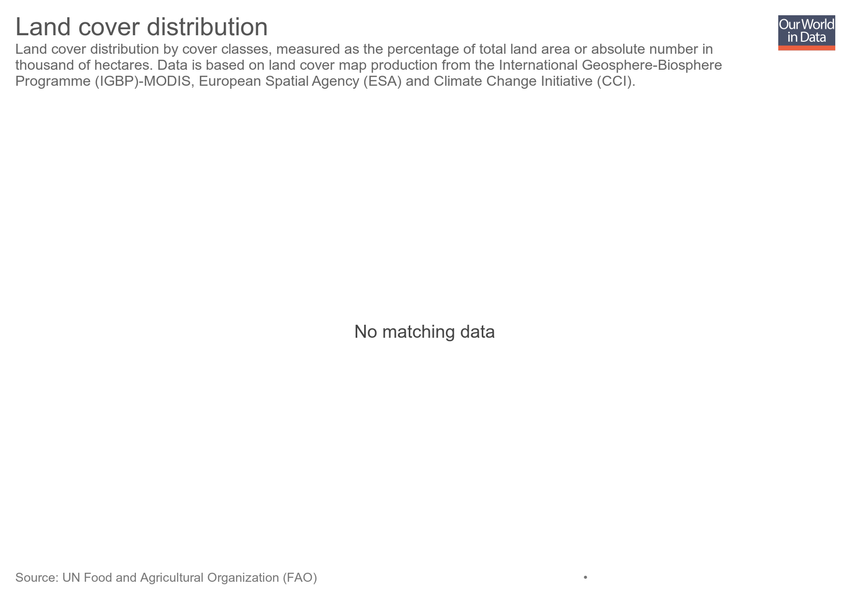 Land cover distribution
Our World
in Data
Land cover distribution by cover classes, measured as the percentage of total land area or absolute number in
thousand of hectares. Data is based on land cover map production from the International Geosphere-Biosphere
Programme (IGBP)-MODIS, European Spatial Agency (ESA) and Climate Change Initiative (CCI).
No matching data
Source: UN Food and Agricultural Organization (FAO)
•